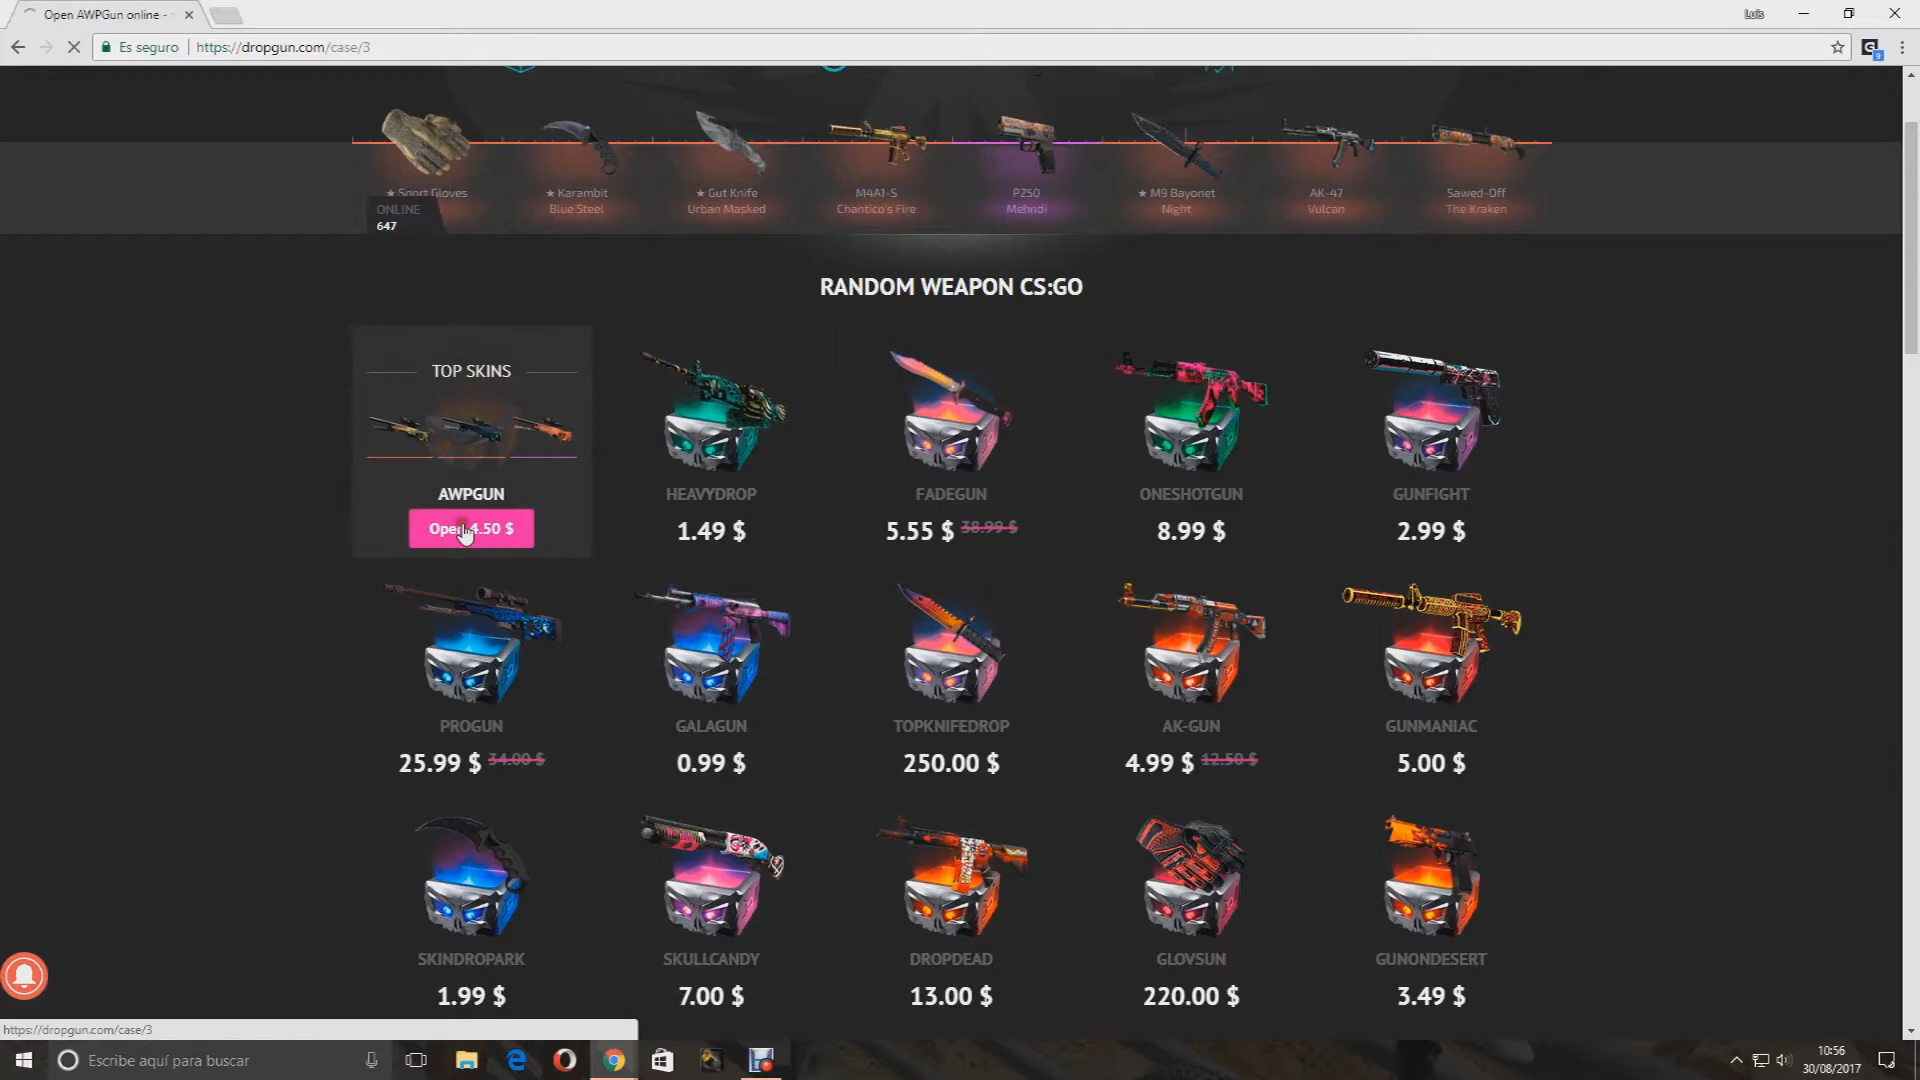 Open AWPGun online -
Luis
Es seguro
https://dropgun.com/case/3
★ Sport Gloves
★ Karambit
Blue Steel
★ Gut Knife
Urban Masked
M4A1-S
Chantico's Fire
P250
Mehndi
★ M9 Bayonet
Night
AK-47
Vulcan
Sawed-Off
The Kraken
ONLINE
647
RANDOM WEAPON CS:GO
TOP SKINS
AWPGUN
Open 4.50 $
HEAVYDROP
1.49 $
FADEGUN
5.55 $ 38.99 $
ONESHOTGUN
8.99 $
GUNFIGHT
2.99 $
PROGUN
25.99 $ 34.00 $
GALAGUN
0.99 $
TOPKNIFEDROP
250.00 $
AK-GUN
4.99 $ 12.50 $
GUNMANIAC
5.00 $
SKINDROPARK
1.99 $
SKULLCANDY
7.00 $
DROPDEAD
13.00 $
GLOVSUN
220.00 $
GUNONDESERT
3.49 $
https://dropgun.com/case/3
Escribe aquí para buscar
10:56
30/08/2017